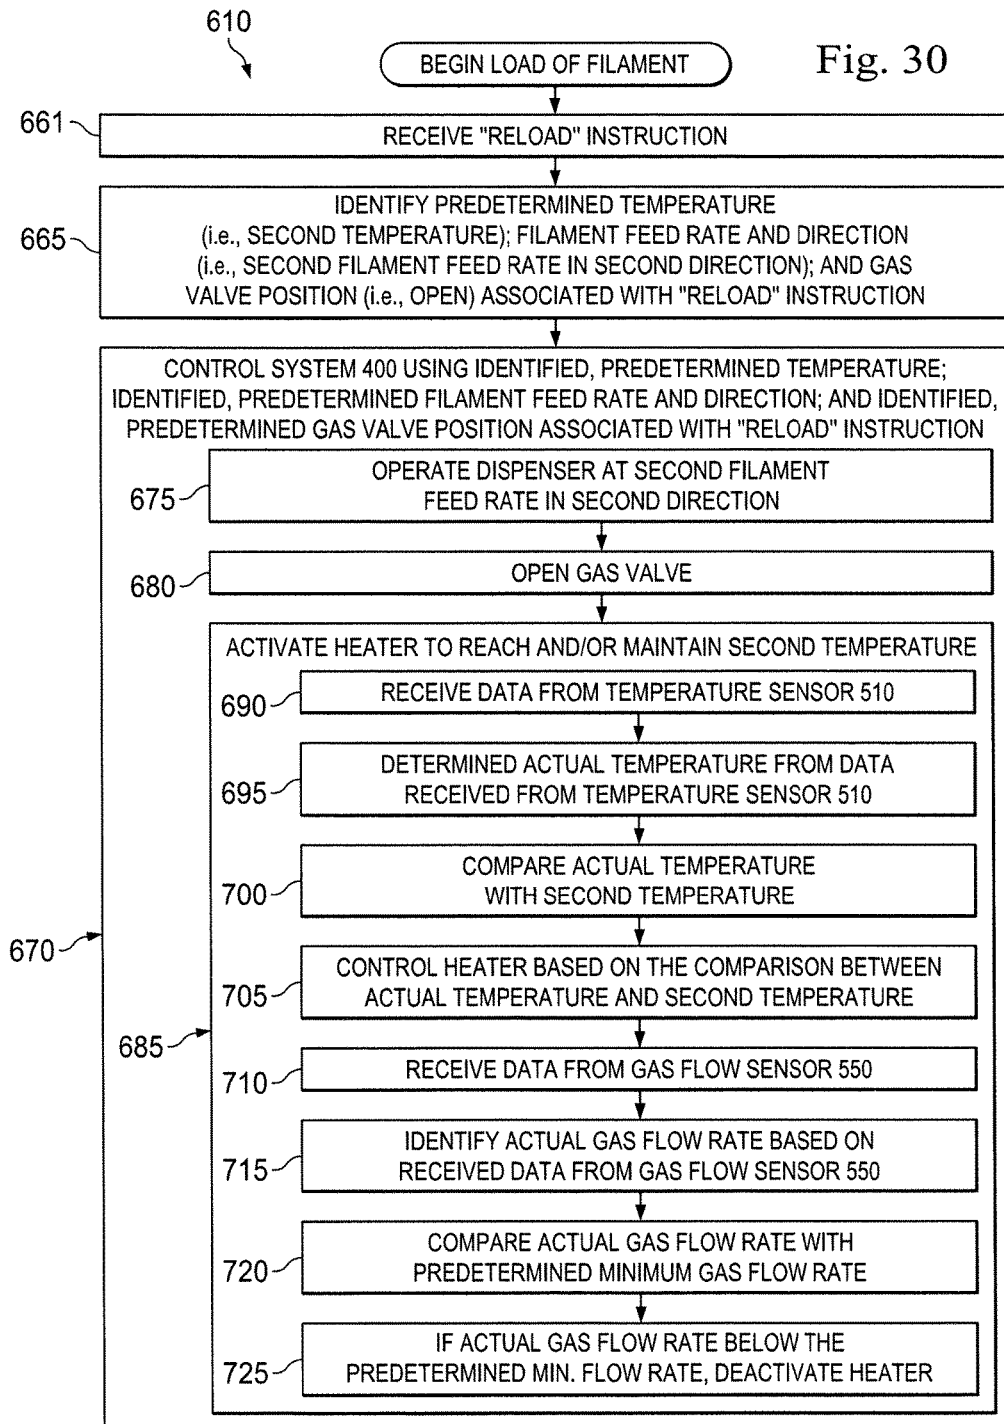 610
BEGIN LOAD OF FILAMENT
Fig. 30
661
RECEIVE "RELOAD" INSTRUCTION
665
IDENTIFY PREDETERMINED TEMPERATURE
(i.e., SECOND TEMPERATURE); FILAMENT FEED RATE AND DIRECTION
(i.e., SECOND FILAMENT FEED RATE IN SECOND DIRECTION); AND GAS
VALVE POSITION (i.e., OPEN) ASSOCIATED WITH "RELOAD" INSTRUCTION
CONTROL SYSTEM 400 USING IDENTIFIED, PREDETERMINED TEMPERATURE;
IDENTIFIED, PREDETERMINED FILAMENT FEED RATE AND DIRECTION; AND IDENTIFIED,
PREDETERMINED GAS VALVE POSITION ASSOCIATED WITH "RELOAD" INSTRUCTION
675
OPERATE DISPENSER AT SECOND FILAMENT
FEED RATE IN SECOND DIRECTION
680
OPEN GAS VALVE
ACTIVATE HEATER TO REACH AND/OR MAINTAIN SECOND TEMPERATURE
690
RECEIVE DATA FROM TEMPERATURE SENSOR 510
695
DETERMINED ACTUAL TEMPERATURE FROM DATA
RECEIVED FROM TEMPERATURE SENSOR 510
700
COMPARE ACTUAL TEMPERATURE
WITH SECOND TEMPERATURE
670
705
CONTROL HEATER BASED ON THE COMPARISON BETWEEN
ACTUAL TEMPERATURE AND SECOND TEMPERATURE
685
710
RECEIVE DATA FROM GAS FLOW SENSOR 550
715
IDENTIFY ACTUAL GAS FLOW RATE BASED ON
RECEIVED DATA FROM GAS FLOW SENSOR 550
720
COMPARE ACTUAL GAS FLOW RATE WITH
PREDETERMINED MINIMUM GAS FLOW RATE
725
IF ACTUAL GAS FLOW RATE BELOW THE
PREDETERMINED MIN. FLOW RATE, DEACTIVATE HEATER